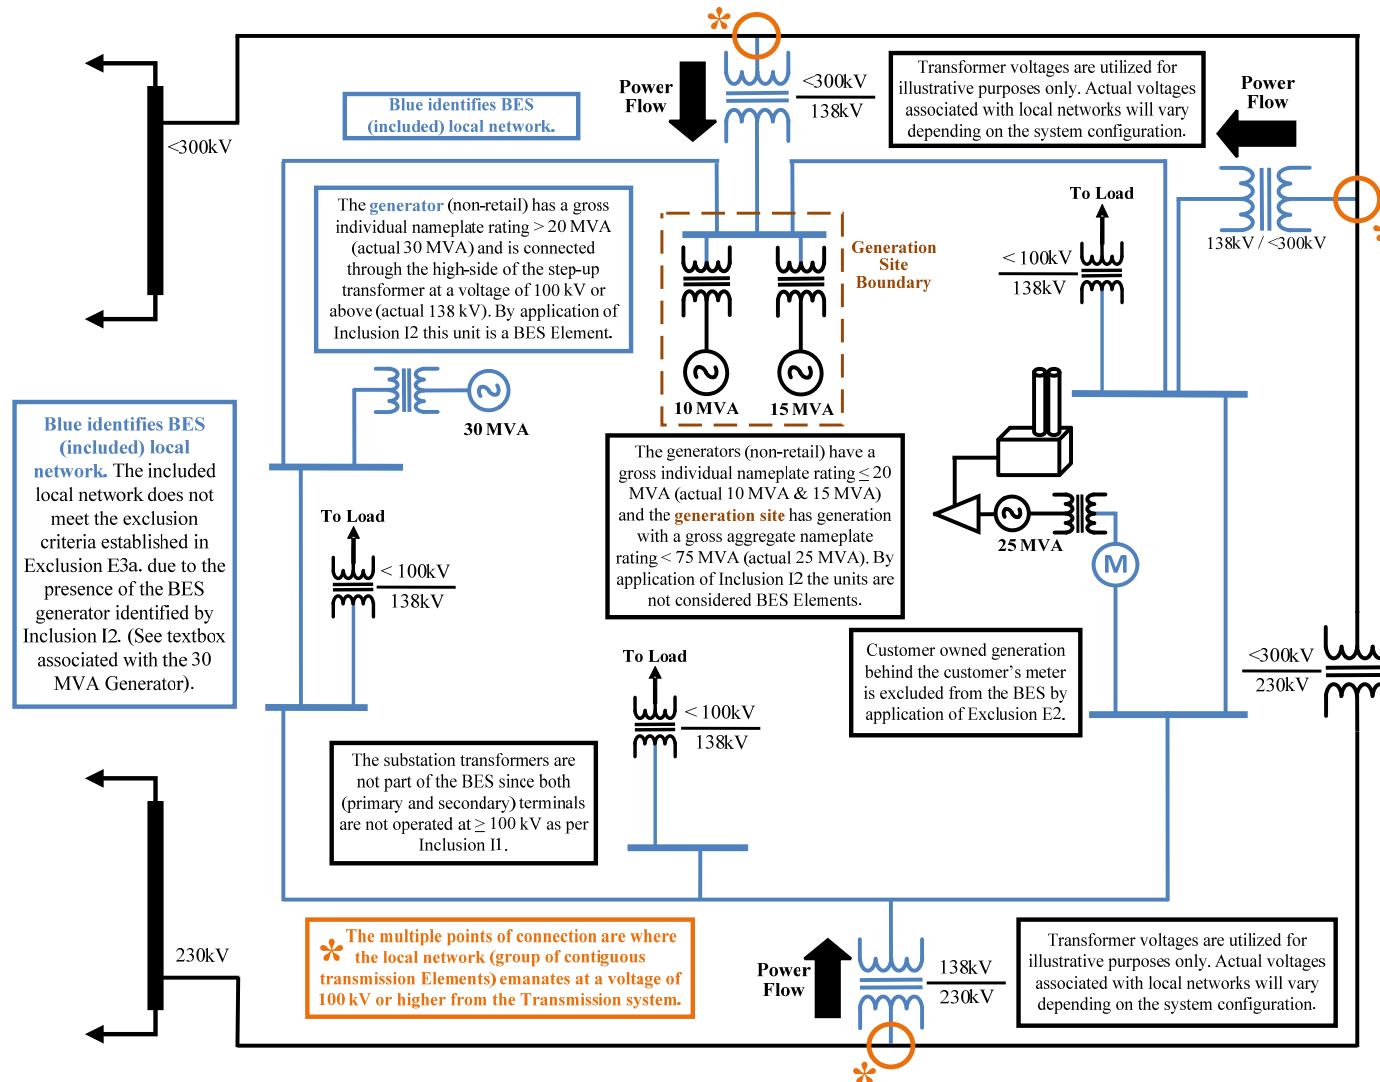 *
Power
Flow
<300kV
138kV
Transformer voltages are utilized for
illustrative purposes only. Actual voltages
associated with local networks will vary
depending on the system configuration.
Power
Flow
Blue identifies BES
(included) local network.
<300kV
138kV / <300kV
*
The generator (non-retail) has a gross
individual nameplate rating > 20 MVA
(actual 30 MVA) and is connected
through the high-side of the step-up
transformer at a voltage of 100 kV or
above (actual 138 kV). By application of
Inclusion I2 this unit is a BES Element.
Generation
Site
Boundary
To Load
< 100kV
138kV
30 MVA
10 MVA
15 MVA
Blue identifies BES
(included) local
network. The included
local network does not
meet the exclusion
criteria established in
Exclusion E3a. due to the
presence of the BES
generator identified by
Inclusion I2. (See textbox
associated with the 30
MVA Generator).
The generators (non-retail) have a
gross individual nameplate rating ≤ 20
MVA (actual 10 MVA & 15 MVA)
and the generation site has generation
with a gross aggregate nameplate
rating < 75 MVA (actual 25 MVA). By
application of Inclusion I2 the units are
not considered BES Elements.
25 MVA
M
To Load
< 100kV
138kV
Customer owned generation
behind the customer's meter
is excluded from the BES by
application of Exclusion E2.
<300kV
230kV
To Load
< 100kV
138kV
The substation transformers are
not part of the BES since both
(primary and secondary) terminals
are not operated at ≥ 100 kV as per
Inclusion I1.
230kV
* The multiple points of connection are where
the local network (group of contiguous
transmission Elements) emanates at a voltage of
100 kV or higher from the Transmission system.
Power
Flow
138kV
230kV
Transformer voltages are utilized for
illustrative purposes only. Actual voltages
associated with local networks will vary
depending on the system configuration.
*